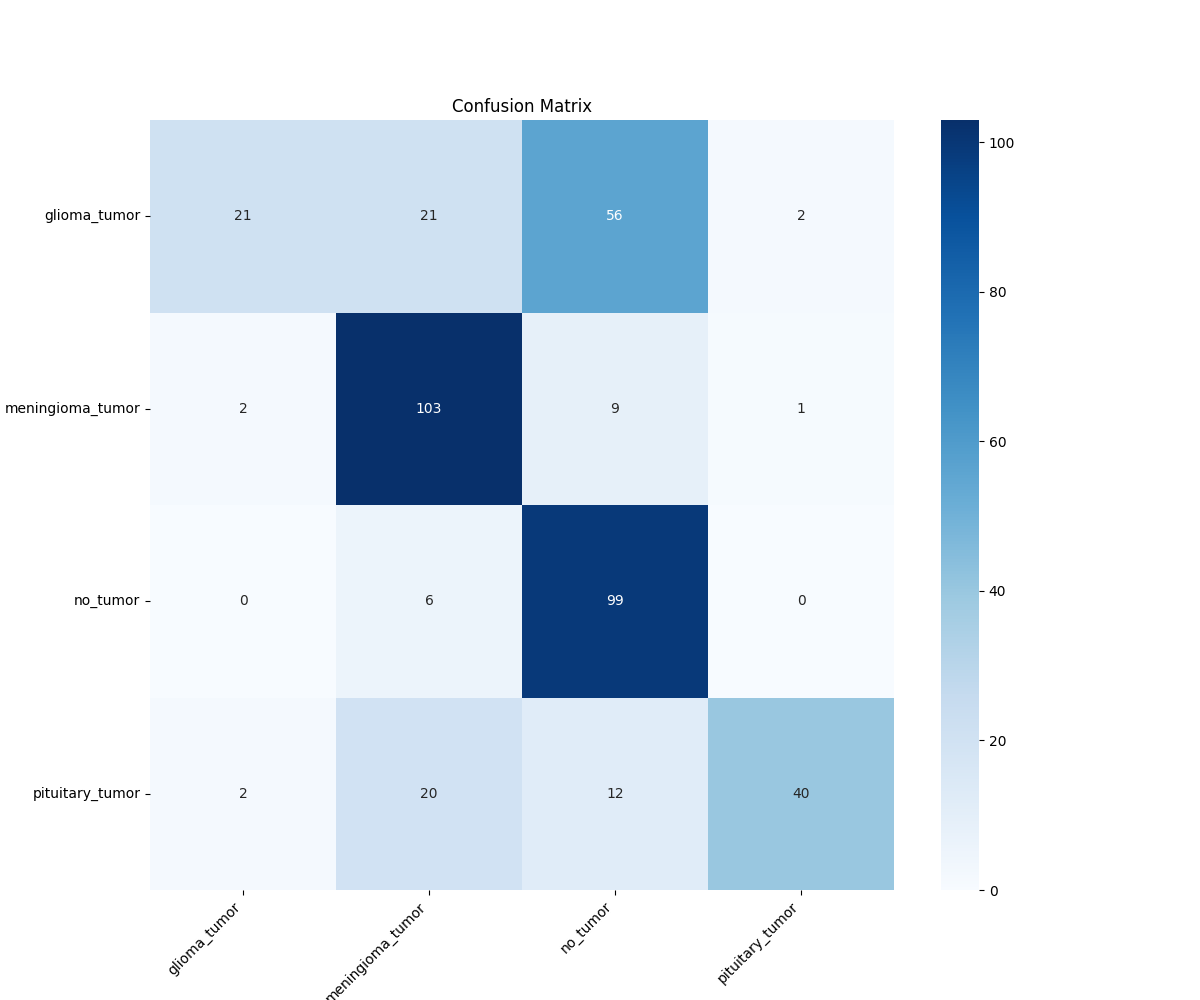 Confusion Matrix
glioma_tumor 21 21 56 2
meningioma_tumor 2 103 9 1
no_tumor 0 6 99 0
pituitary_tumor 2 20 12 40
glioma_tumor meningioma_tumor no_tumor pituitary_tumor
100
80
60
40
20
0